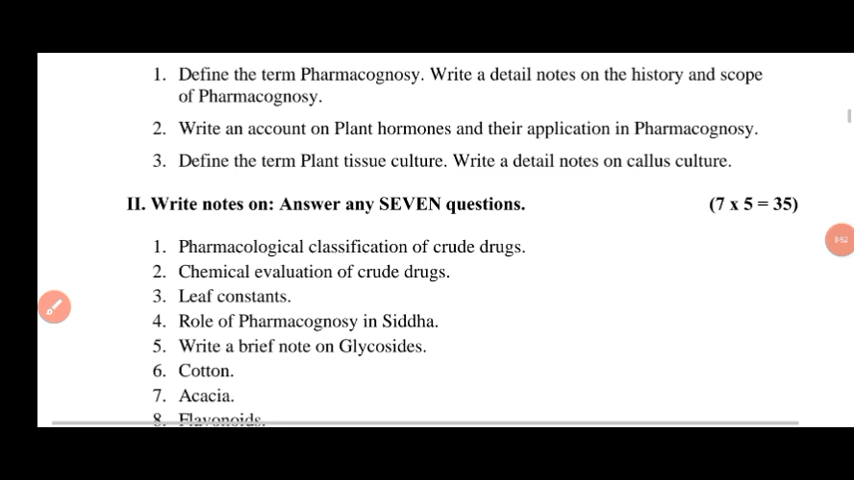 1. Define the term Pharmacognosy. Write a detail notes on the history and scope
of Pharmacognosy.
2. Write an account on Plant hormones and their application in Pharmacognosy.
3. Define the term Plant tissue culture. Write a detail notes on callus culture.
II. Write notes on: Answer any SEVEN questions. (7 x 5 = 35)
1. Pharmacological classification of crude drugs.
2. Chemical evaluation of crude drugs.
3. Leaf constants.
4. Role of Pharmacognosy in Siddha.
5. Write a brief note on Glycosides.
6. Cotton.
7. Acacia.
8. Flavonoids.